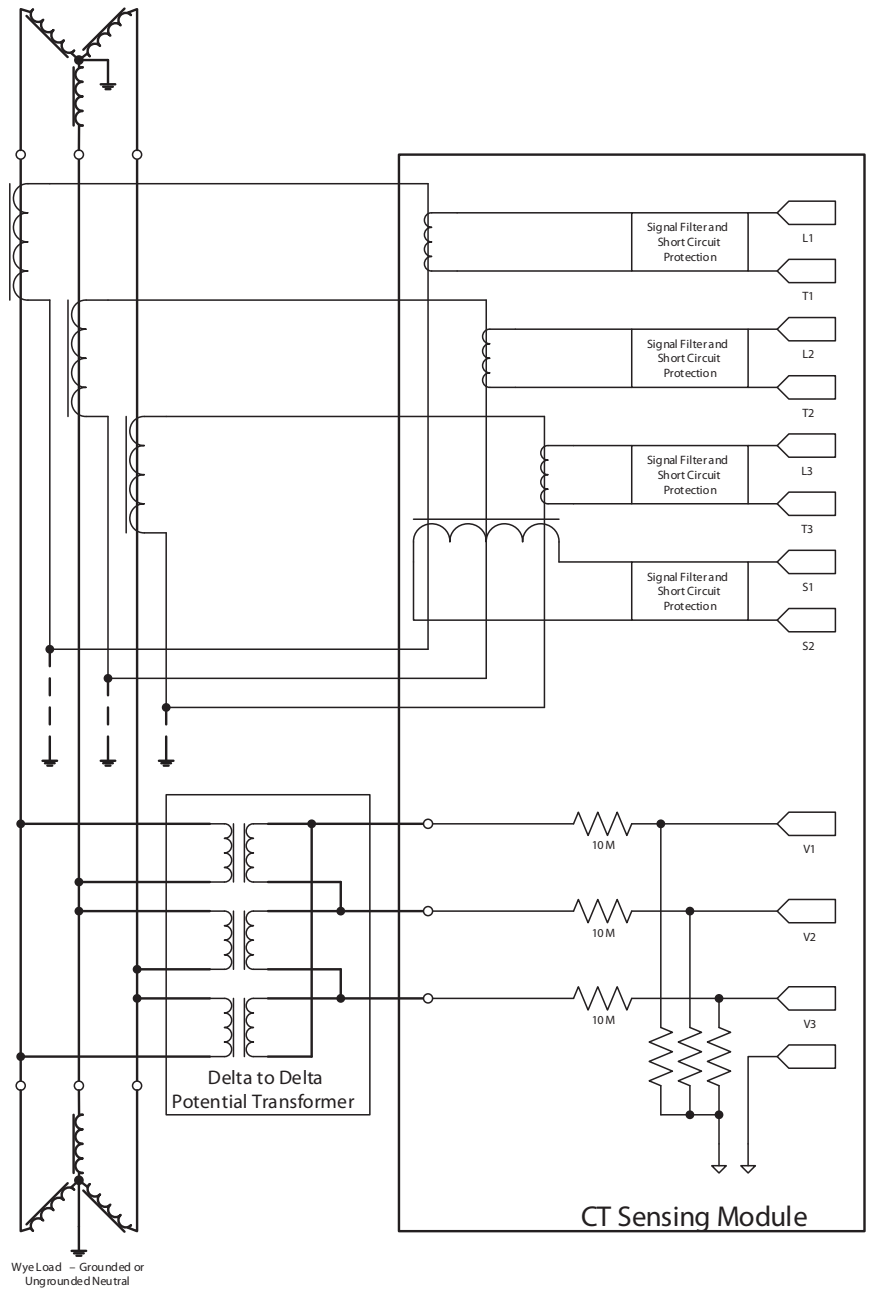 Signal Filter and
Short Circuit
Protection
L1
T1
Signal Filter and
Short Circuit
Protection
L2
T2
Signal Filter and
Short Circuit
Protection
L3
T3
Signal Filter and
Short Circuit
Protection
S1
S2
10 M
V1
10 M
V2
10 M
V3
Delta to Delta
Potential Transformer
CT Sensing Module
Wye Load – Grounded or
Ungrounded Neutral